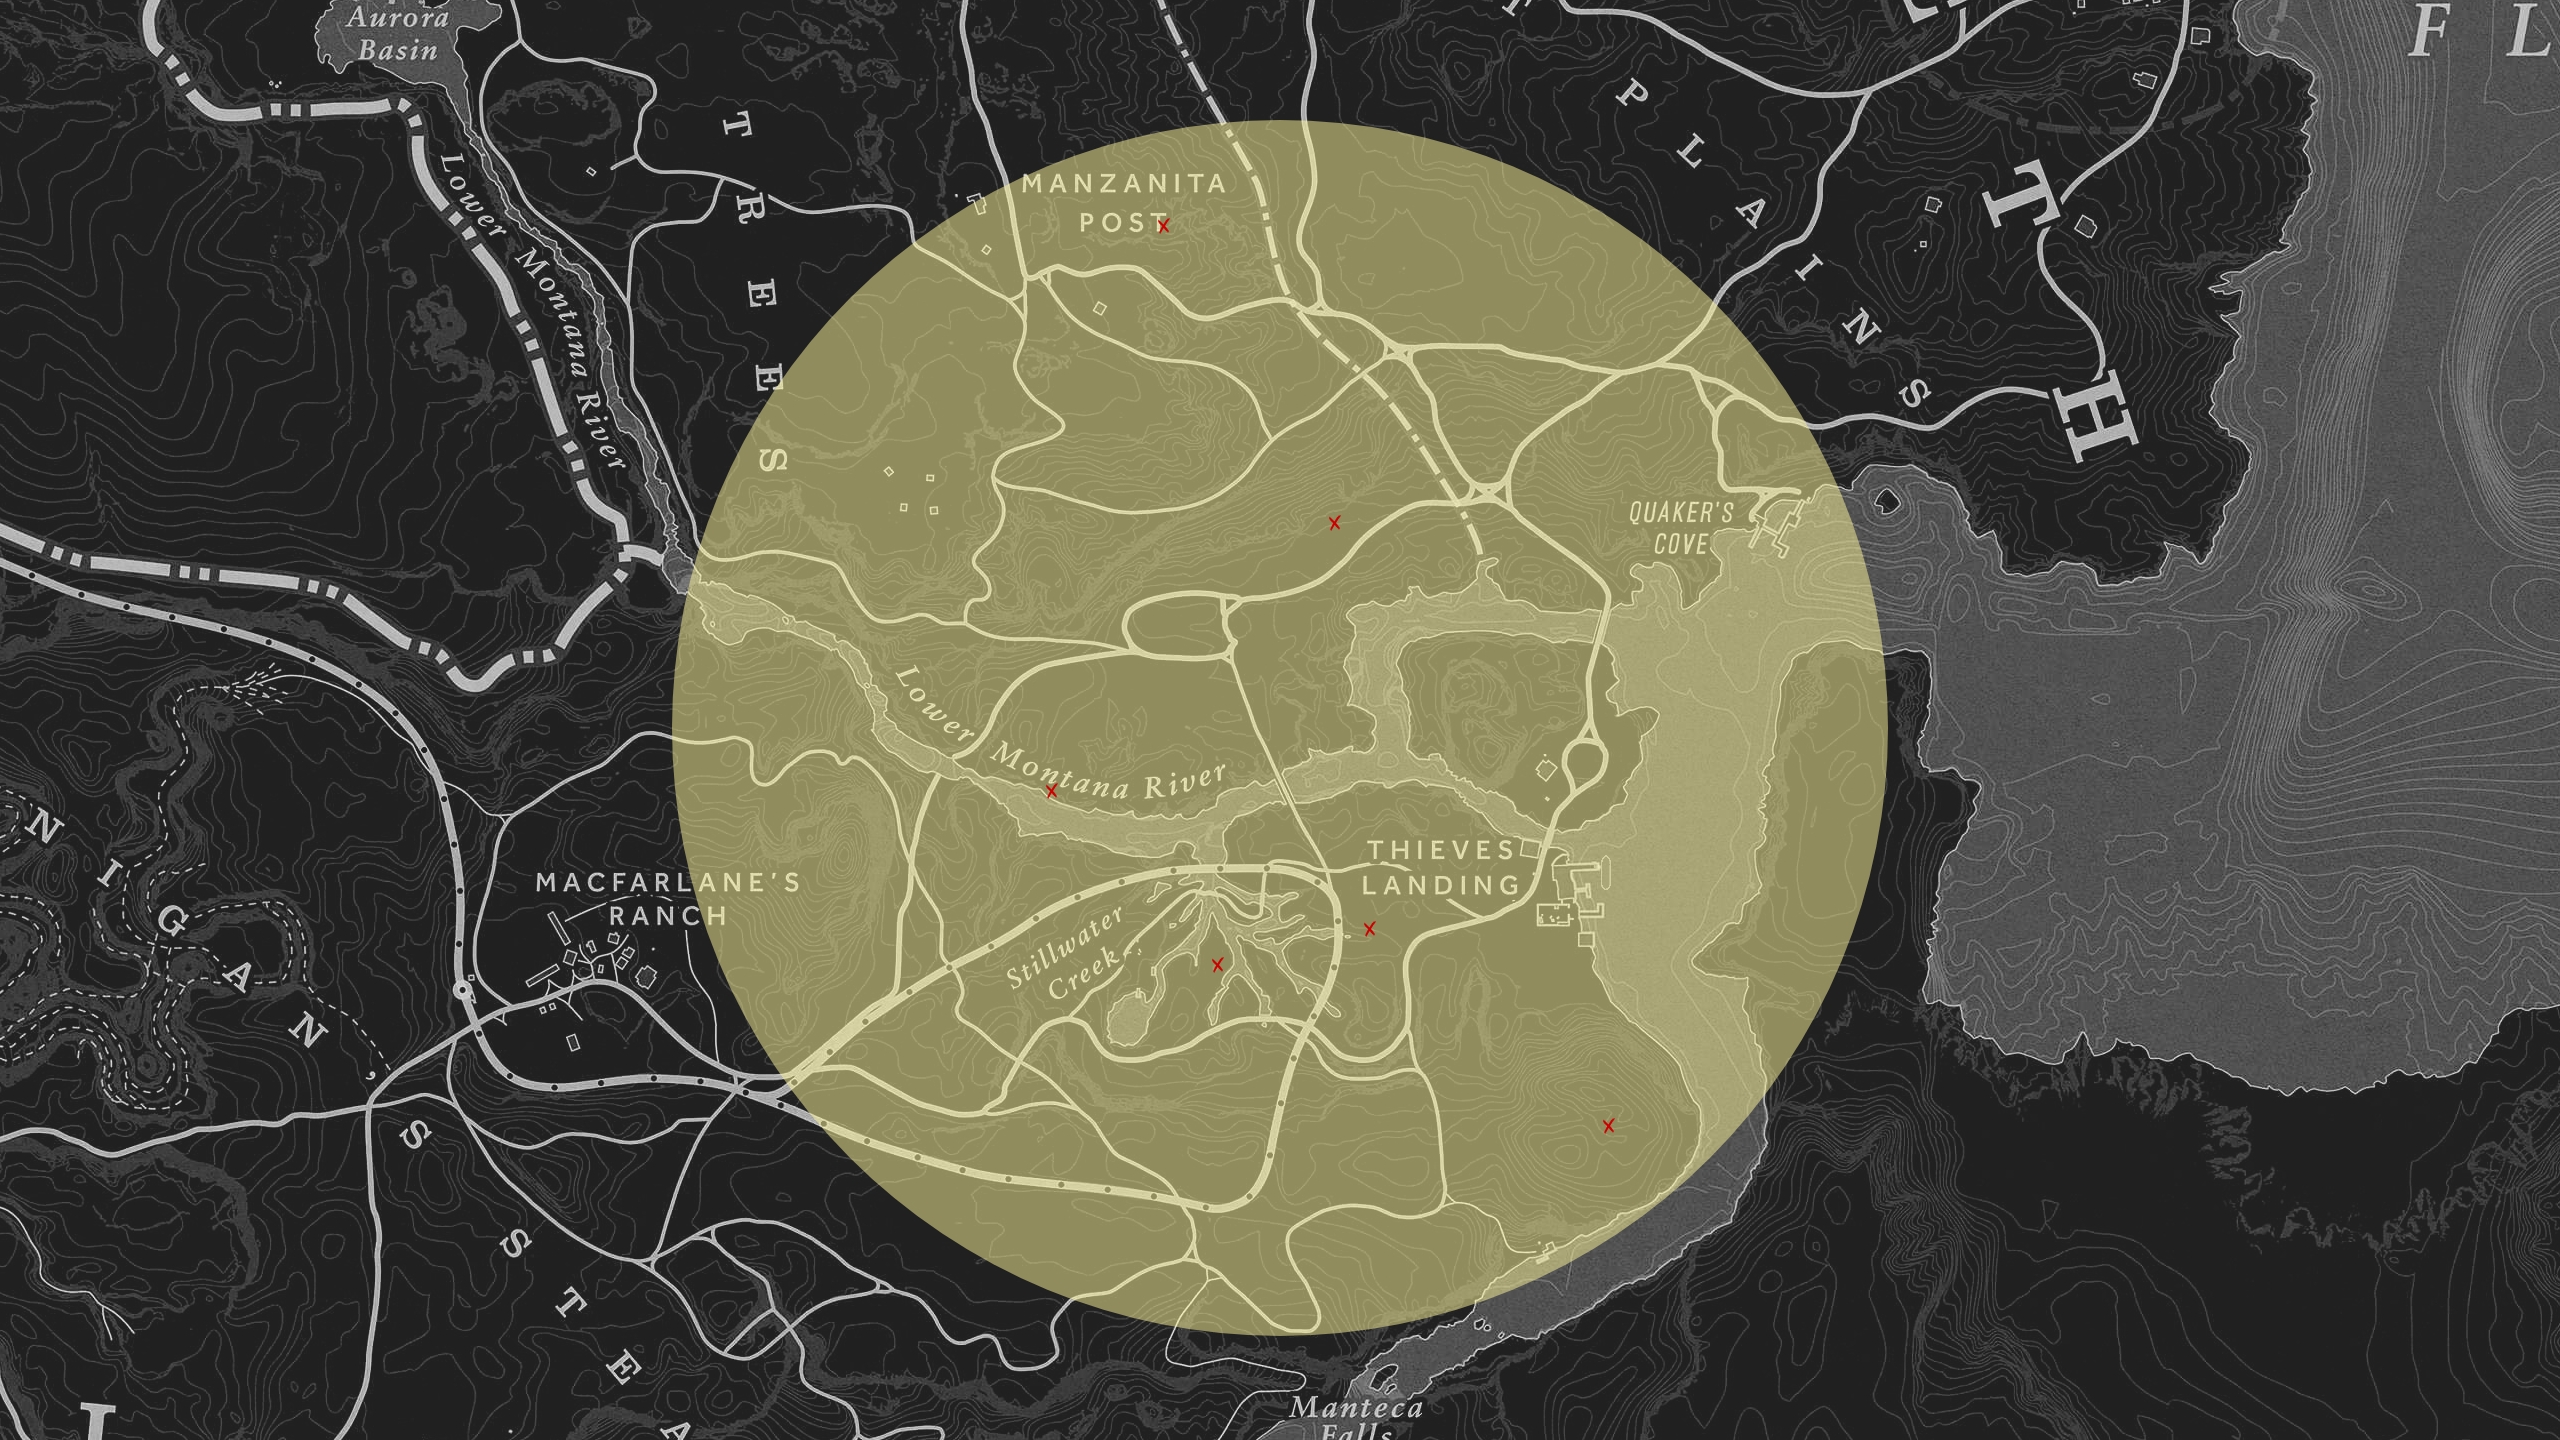 Aurora
Basin
F L
P L A I N S
T
H
T R E E S
Lower Montana River
MANZANITA
POST
QUAKER'S
COVE
Lower Montana River
THIEVES
LANDING
MACFARLANE'S
RANCH
Stillwater
Creek
N I G A N ' S
S T E A
I
Manteca
Falls